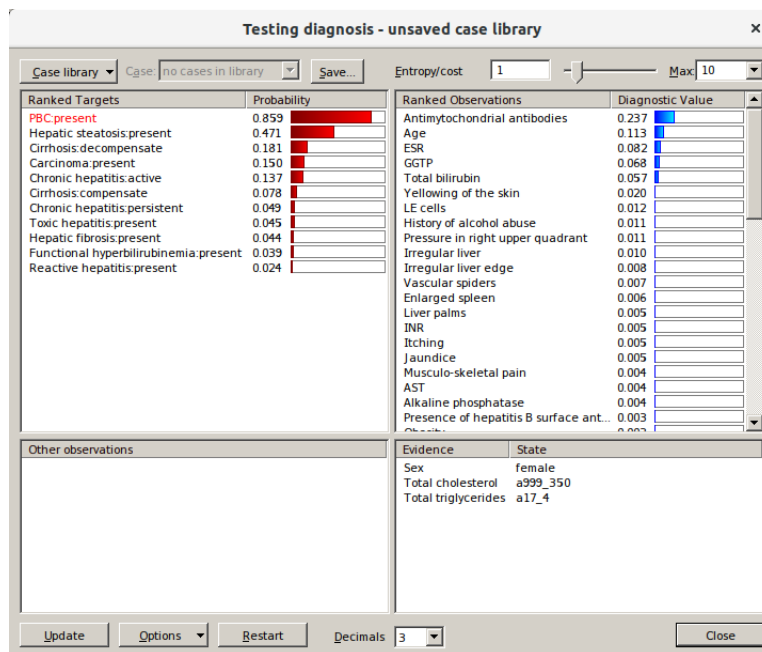 Testing diagnosis - unsaved case library x
Case library Case: no cases in library Save... Entropy/cost 1 Max: 10
Ranked Targets Probability
PBC:present 0.859
Hepatic steatosis:present 0.471
Cirrhosis:decompensate 0.181
Carcinoma:present 0.150
Chronic hepatitis:active 0.137
Cirrhosis:compensate 0.078
Chronic hepatitis:persistent 0.049
Toxic hepatitis:present 0.045
Hepatic fibrosis:present 0.044
Functional hyperbilirubinemia:present 0.039
Reactive hepatitis:present 0.024
Ranked Observations Diagnostic Value
Antimytochondrial antibodies 0.237
Age 0.113
ESR 0.082
GGTP 0.068
Total bilirubin 0.057
Yellowing of the skin 0.020
LE cells 0.012
History of alcohol abuse 0.011
Pressure in right upper quadrant 0.011
Irregular liver 0.010
Irregular liver edge 0.008
Vascular spiders 0.007
Enlarged spleen 0.006
Liver palms 0.005
INR 0.005
Itching 0.005
Jaundice 0.005
Musculo-skeletal pain 0.004
AST 0.004
Alkaline phosphatase 0.004
Presence of hepatitis B surface ant... 0.003
Other observations
Evidence State
Sex female
Total cholesterol a999_350
Total triglycerides a17_4
Update Options Restart Decimals 3 Close